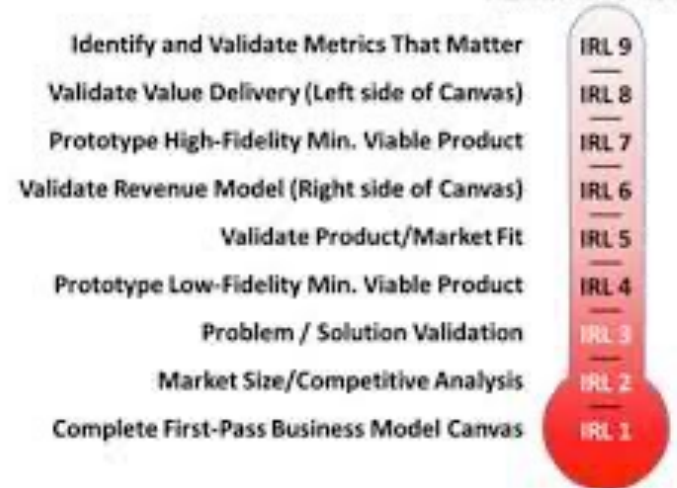 Identify and Validate Metrics That Matter IRL 9
Validate Value Delivery (Left side of Canvas) IRL 8
Prototype High-Fidelity Min. Viable Product IRL 7
Validate Revenue Model (Right side of Canvas) IRL 6
Validate Product/Market Fit IRL 5
Prototype Low-Fidelity Min. Viable Product IRL 4
Problem / Solution Validation IRL 3
Market Size/Competitive Analysis IRL 2
Complete First-Pass Business Model Canvas IRL 1